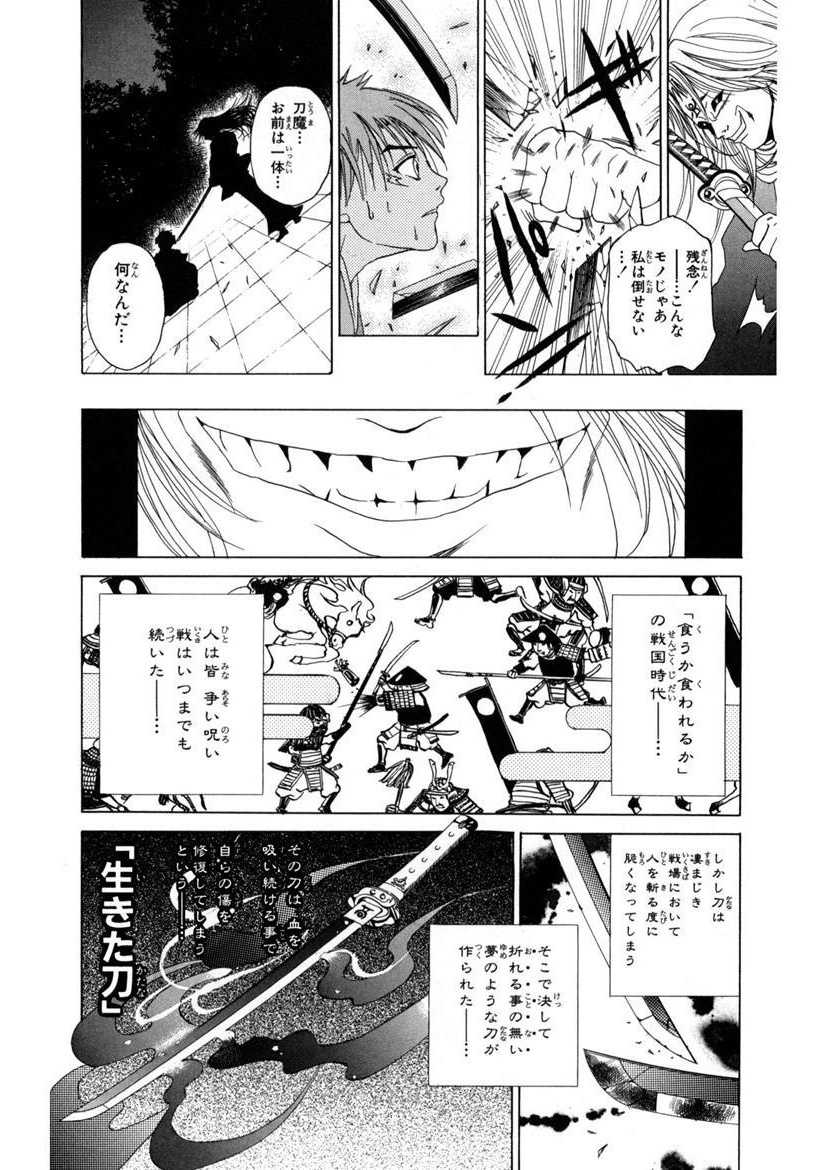 残念!
───…こんな
モノじゃあ
私は倒せない
…!
刀魔…
お前は一体…
何なんだ…
「食うか食われるか」
の戦国時代
───…
人は皆 争い呪い
戦はいつまでも
続いた───…
しかし刀は
凄まじき
戦場において
人を斬る度に
脆くなってしまう
そこで決して
折れる事の無い
夢のような刀が
作られた───…
その刀は 血を
吸い続ける事で
自らの傷を
修復してしまう
という───…
「生きた刀」